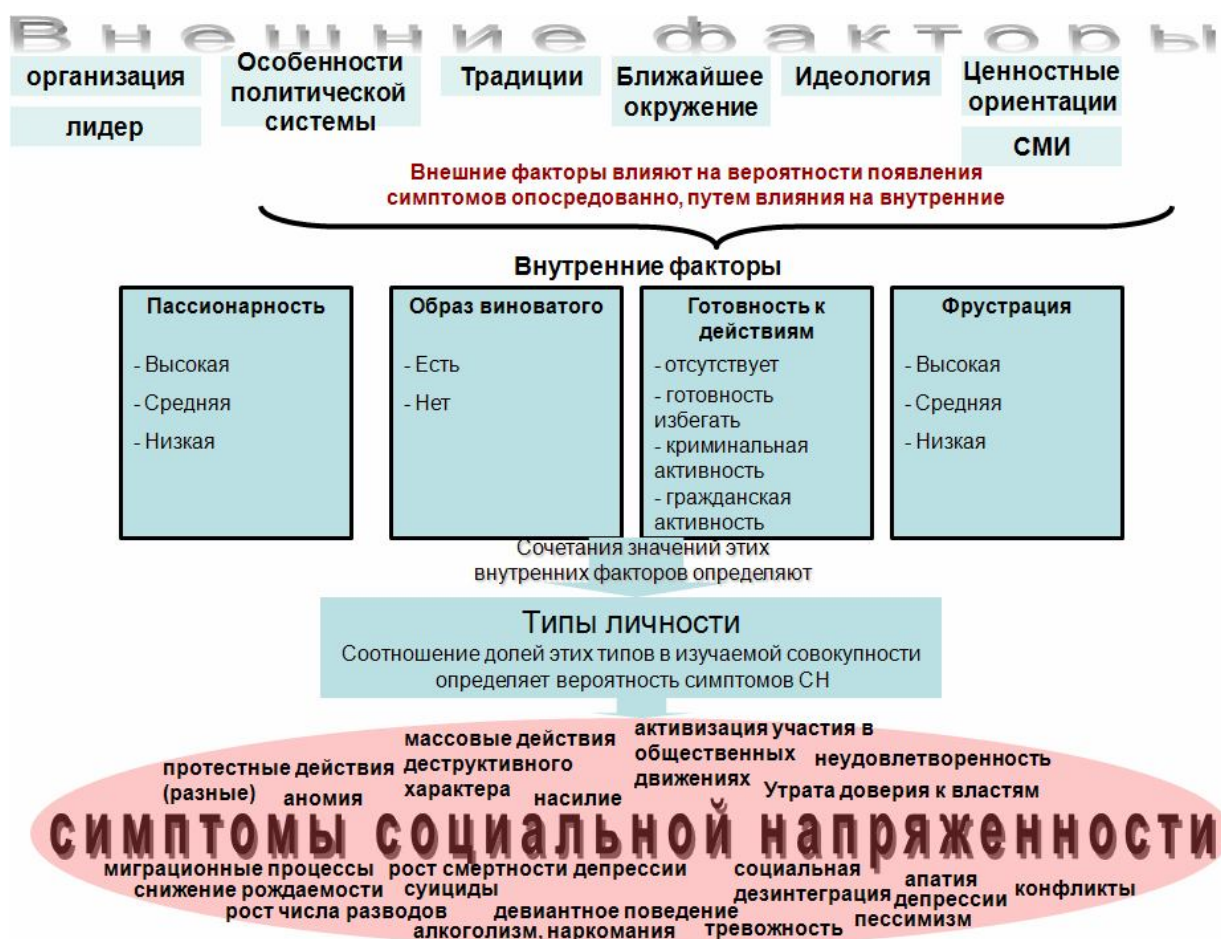 Внешние факторы
организация
лидер
Особенности
политической
системы
Традиции
Ближайшее
окружение
Идеология
Ценностные
ориентации
СМИ
Внешние факторы влияют на вероятности появления
симптомов опосредованно, путем влияния на внутренние
Внутренние факторы
Пассионарность
- Высокая
- Средняя
- Низкая
Образ виноватого
- Есть
- Нет
Готовность к
действиям
- отсутствует
- готовность
избегать
- криминальная
активность
- гражданская
активность
Фрустрация
- Высокая
- Средняя
- Низкая
Сочетания значений этих
внутренних факторов определяют
Типы личности
Соотношение долей этих типов в изучаемой совокупности
определяет вероятность симптомов СН
протестные действия
(разные)
аномия
массовые действия
деструктивного
характера
насилие
активизация участия в
общественных
движениях
неудовлетворенность
Утрата доверия к властям
симптомы социальной напряженности
миграционные процессы
снижение рождаемости
рост числа разводов
рост смертности депрессии
суициды
девиантное поведение
алкоголизм, наркомания
социальная
дезинтеграция
тревожность
апатия
депрессии
пессимизм
конфликты